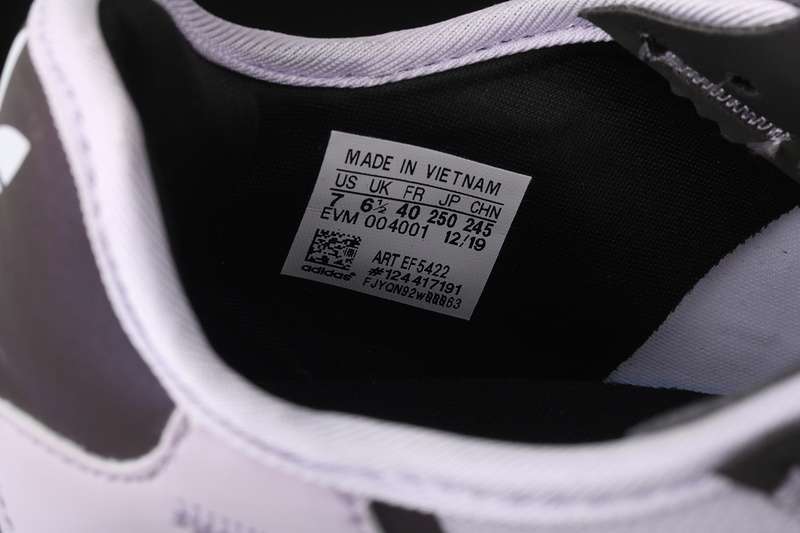 MADE IN VIETNAM
US UK FR JP CHN
7 6½ 40 250 245
EVM 004001 12/19
ART EF5422
#124417191
adidas